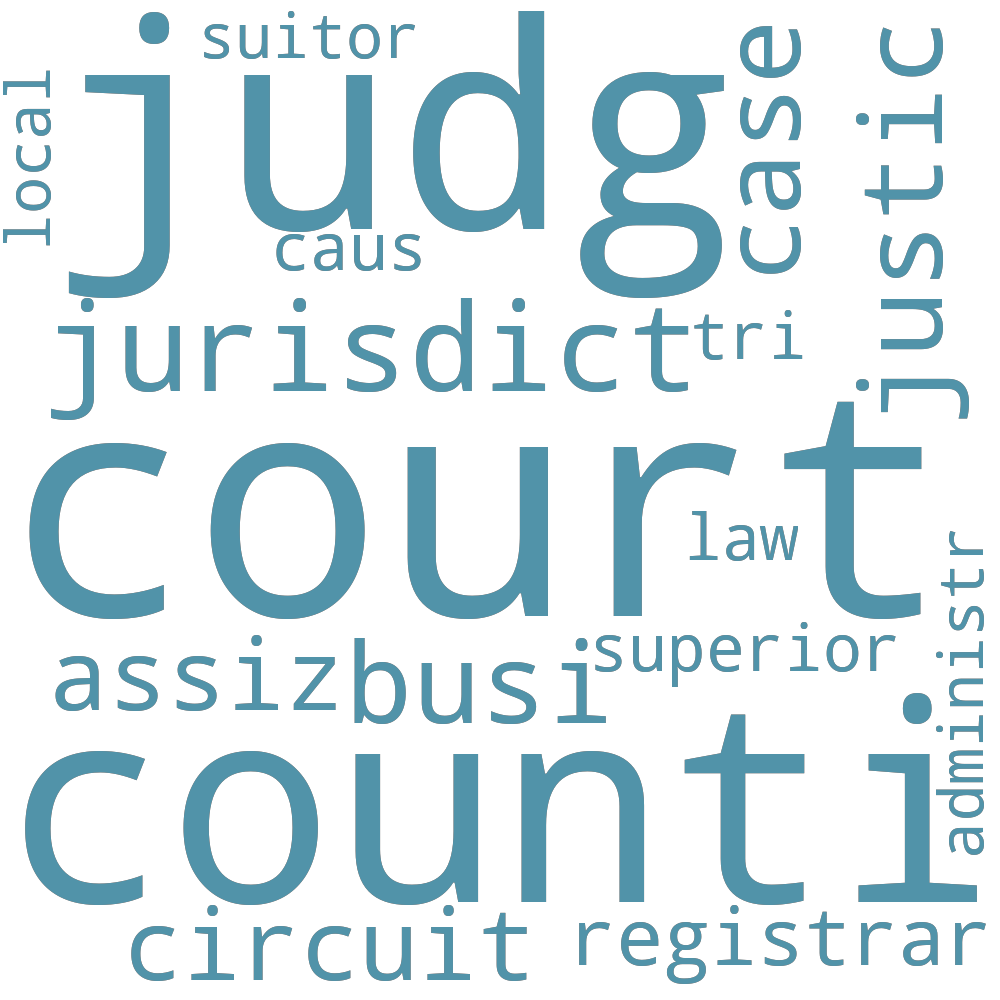 suitor
judg
local
case
justic
caus
jurisdict
tri
court
law
superior
assiz
busi
administr
counti
circuit
registrar